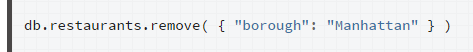 db.restaurants.remove( { "borough": "Manhattan" } )